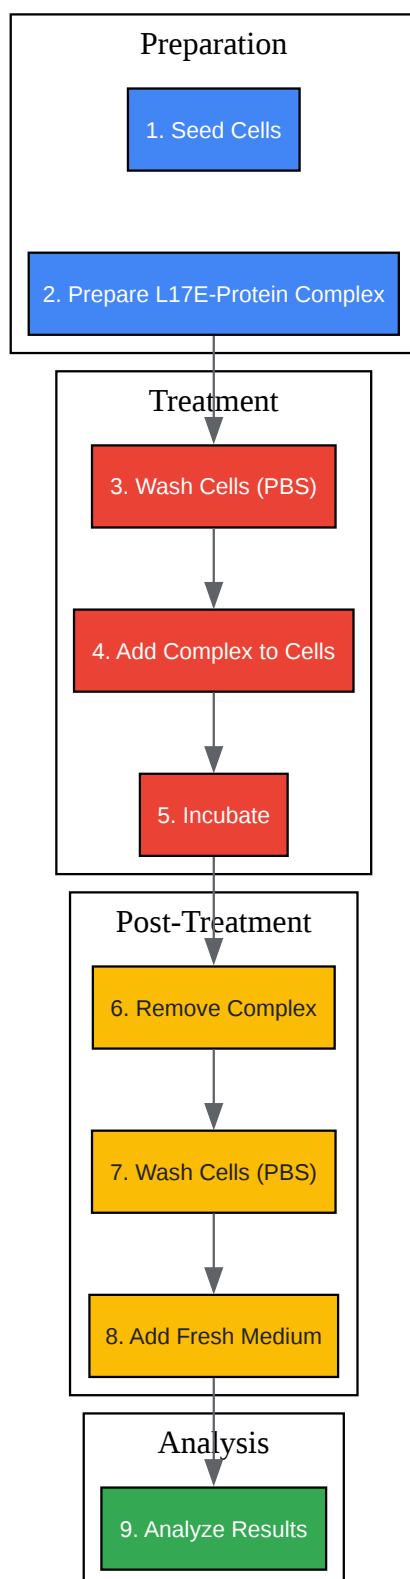 Preparation
1. Seed Cells
2. Prepare L17E-Protein Complex
Treatment
3. Wash Cells (PBS)
4. Add Complex to Cells
5. Incubate
Post-Treatment
6. Remove Complex
7. Wash Cells (PBS)
8. Add Fresh Medium
Analysis
9. Analyze Results